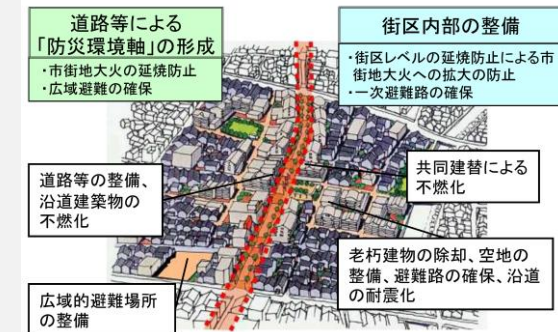 道路等による
「防災環境軸」の形成
・市街地大火の延焼防止
・広域避難の確保
街区内部の整備
・街区レベルの延焼防止による市
街地大火への拡大の防止
・一次避難路の確保
道路等の整備、
沿道建築物の
不燃化
共同建替による
不燃化
老朽建物の除却、空地の
整備、避難路の確保、沿道
の耐震化
広域的避難場所
の整備